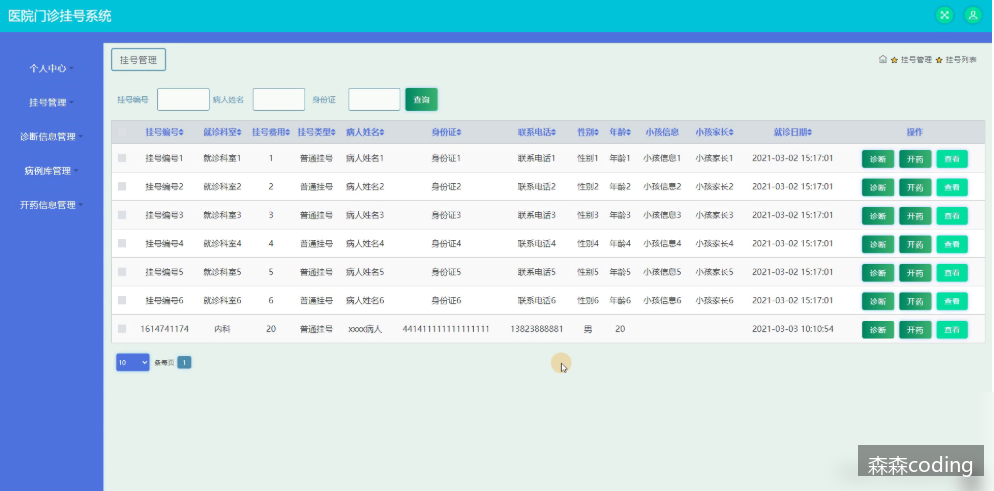 医院门诊挂号系统
个人中心
挂号管理
诊断信息管理
病例库管理
开药信息管理
挂号管理
挂号管理 挂号列表
挂号编号 病人姓名 身份证 查询
挂号编号 就诊科室 挂号费用 挂号类型 病人姓名 身份证 联系电话 性别 年龄 小孩信息 小孩家长 就诊日期 操作
挂号编号1 就诊科室1 1 普通挂号 病人姓名1 身份证1 联系电话1 性别1 年龄1 小孩信息1 小孩家长1 2021-03-02 15:17:01 诊断 开药 查看
挂号编号2 就诊科室2 2 普通挂号 病人姓名2 身份证2 联系电话2 性别2 年龄2 小孩信息2 小孩家长2 2021-03-02 15:17:01 诊断 开药 查看
挂号编号3 就诊科室3 3 普通挂号 病人姓名3 身份证3 联系电话3 性别3 年龄3 小孩信息3 小孩家长3 2021-03-02 15:17:01 诊断 开药 查看
挂号编号4 就诊科室4 4 普通挂号 病人姓名4 身份证4 联系电话4 性别4 年龄4 小孩信息4 小孩家长4 2021-03-02 15:17:01 诊断 开药 查看
挂号编号5 就诊科室5 5 普通挂号 病人姓名5 身份证5 联系电话5 性别5 年龄5 小孩信息5 小孩家长5 2021-03-02 15:17:01 诊断 开药 查看
挂号编号6 就诊科室6 6 普通挂号 病人姓名6 身份证6 联系电话6 性别6 年龄6 小孩信息6 小孩家长6 2021-03-02 15:17:01 诊断 开药 查看
1614741174 内科 20 普通挂号 xxxx病人 441411111111111111 13823888881 男 20 2021-03-03 10:10:54 诊断 开药 查看
10 条每页 1
森森coding